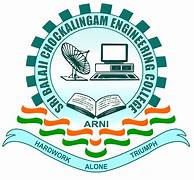 SRI BALAJI CHOCKALINGAM ENGINEERING COLLEGE
ARNI
HARDWORK ALONE TRIUMPH